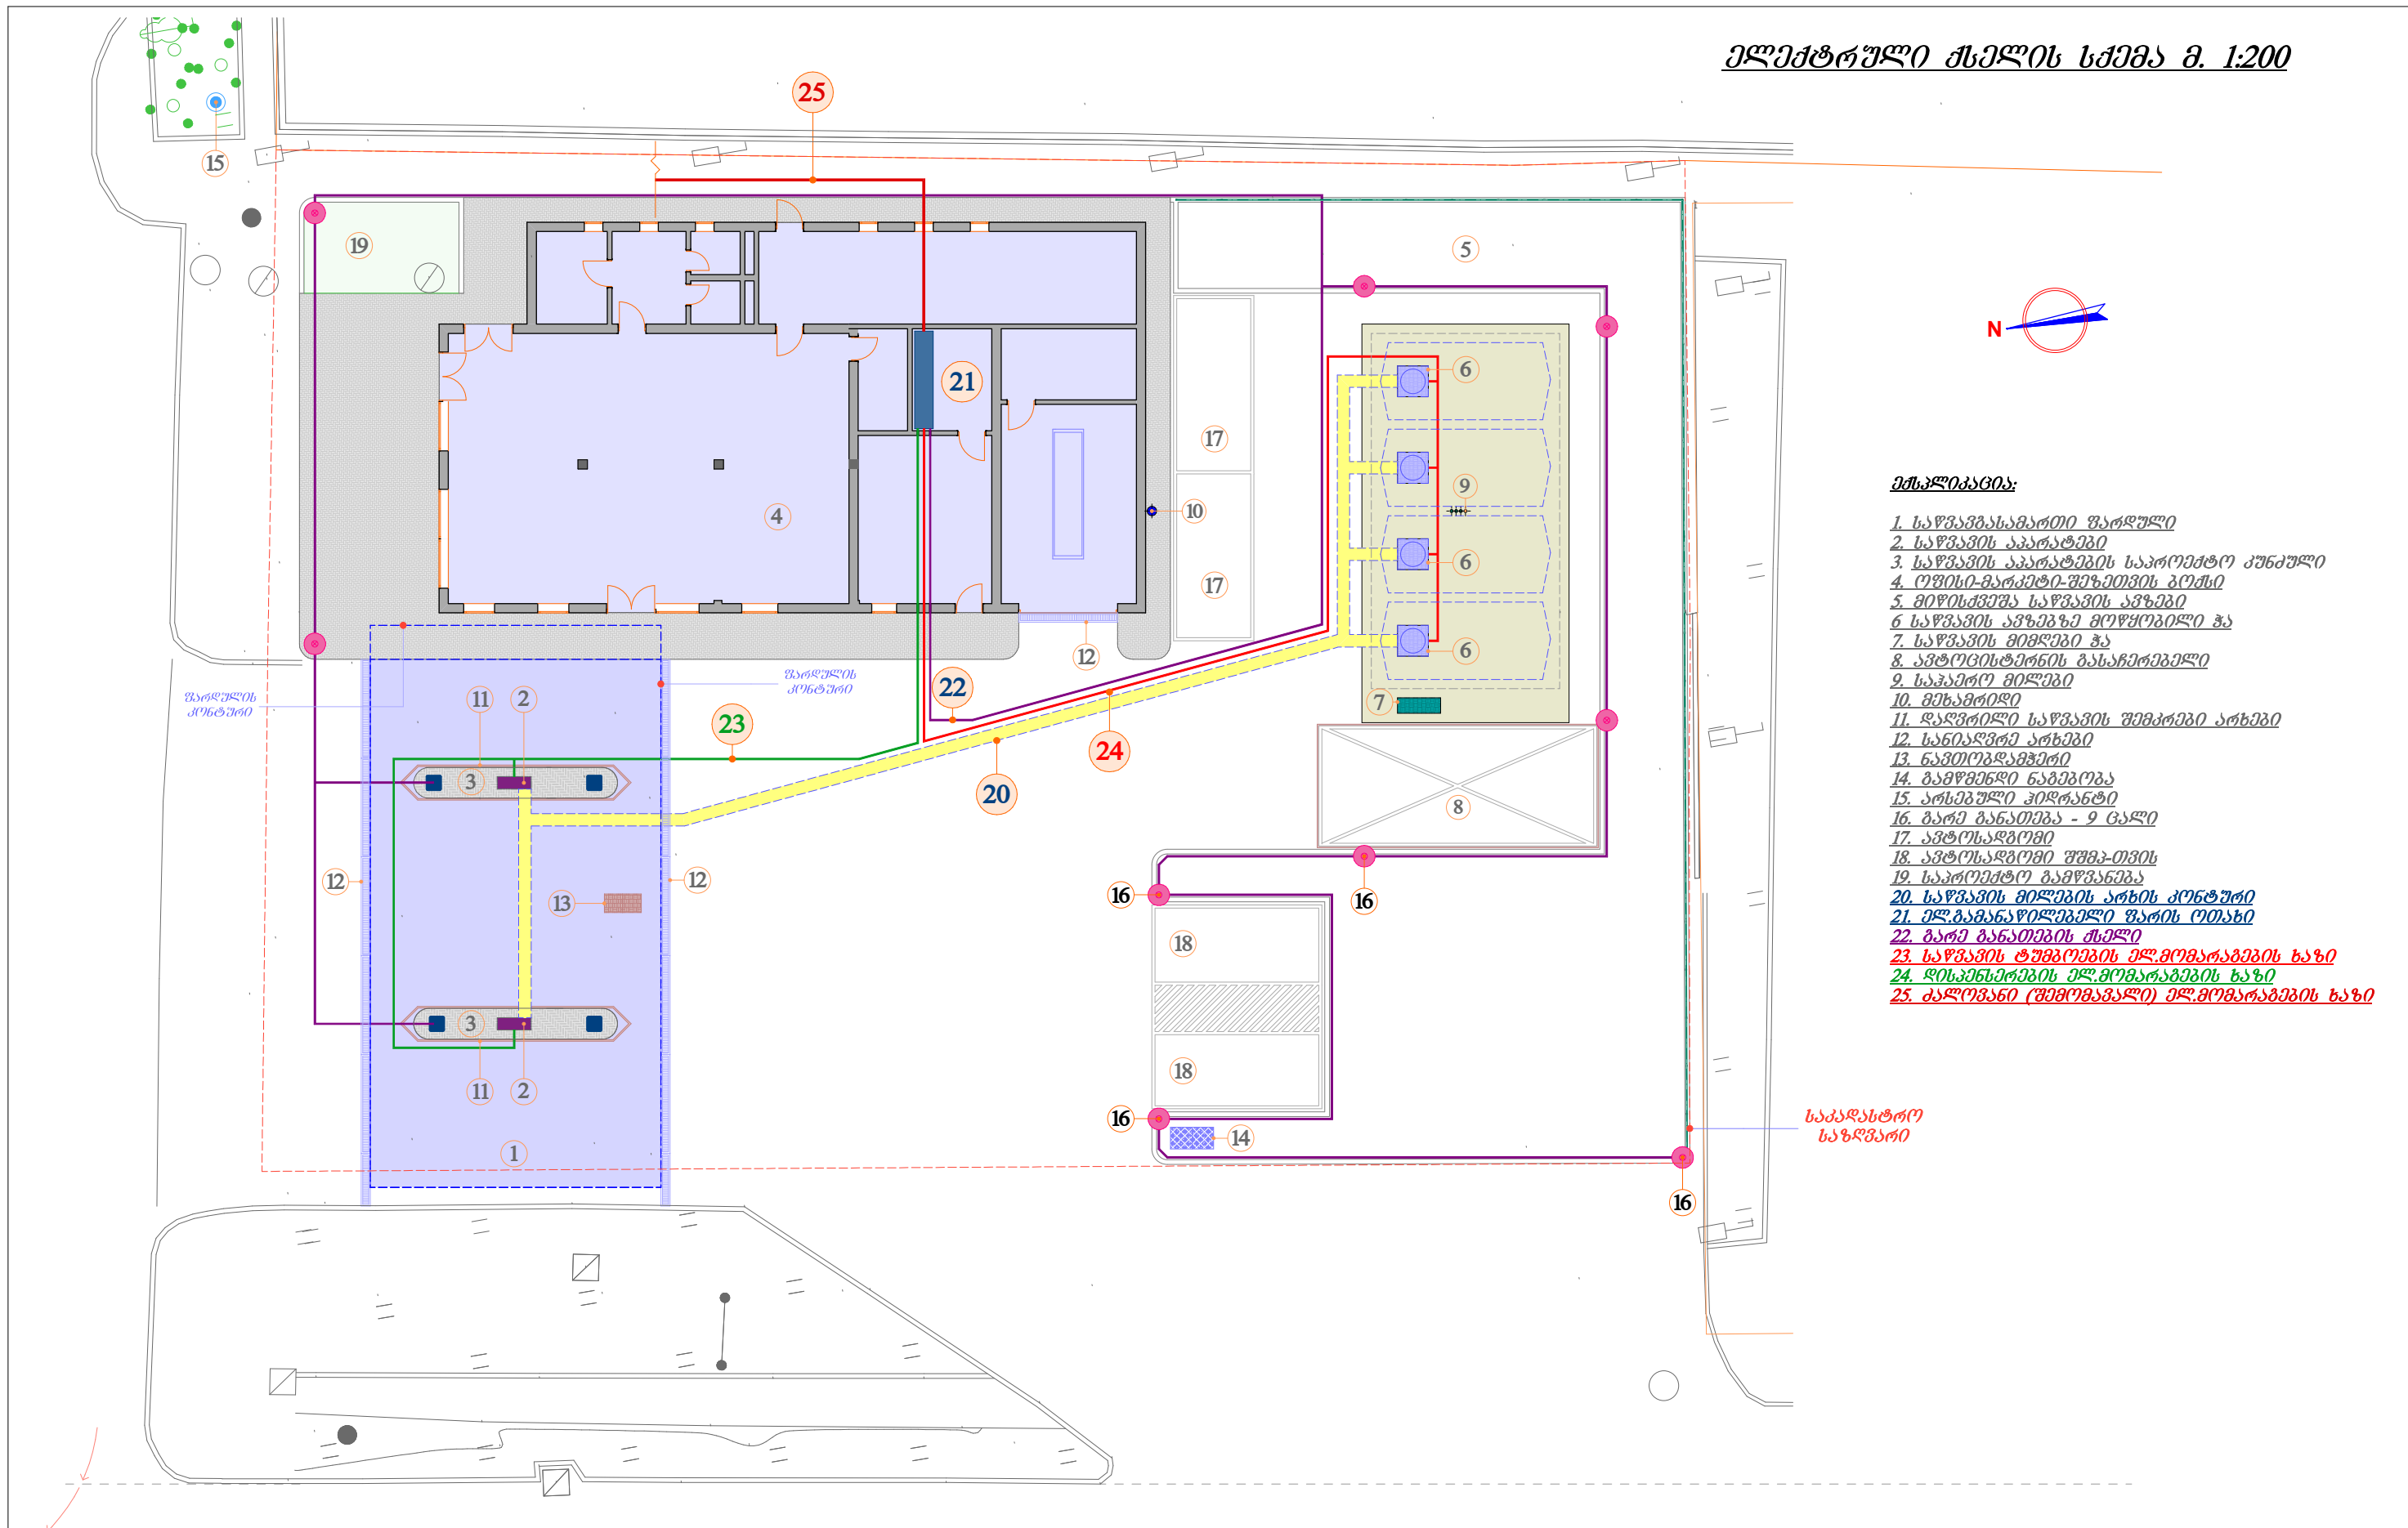 ელექტრული ქსელის სქემა მ. 1:200
25
15
19
5
N
21
6
17
9
4
10
6
17
12
6
ფარდულის
კონტური
ფარდულის
კონტური
11
2
22
7
23
24
3
20
8
12
12
13
16
16
18
3
18
11
2
16
14
1
16
ექსპლიკაცია:
1. საწვავგასამართი ფარდული
2. საწვავის აპარატები
3. საწვავის აპარატების საპროექტო კუნძული
4. ოფისი-მარკეტი-შეზეთვის ბოქსი
5. მიწისქვეშა საწვავის ავზები
6 საწვავის ავზებზე მოწყობილი ჭა
7. საწვავის მიმღები ჭა
8. ავტოცისტერნის გასაჩერებელი
9. საჰაერო მილები
10. მეხამრიდი
11. დაღვრილი საწვავის შემკრები არხები
12. სანიაღვრე არხები
13. ნავთობდამჭერი
14. გამწმენდი ნაგებობა
15. არსებული ჰიდრანტი
16. გარე განათება - 9 ცალი
17. ავტოსადგომი
18. ავტოსადგომი შშმპ-თვის
19. საპროექტო გამწვანება
20. საწვავის მილების არხის კონტური
21. ელ.გამანაწილებელი ფარის ოთახი
22. გარე განათების ქსელი
23. საწვავის ტუმბოების ელ.მომარაგების ხაზი
24. დისპენსერების ელ.მომარაგების ხაზი
25. ძალოვანი (შემომავალი) ელ.მომარაგების ხაზი
საკადასტრო
საზღვარი